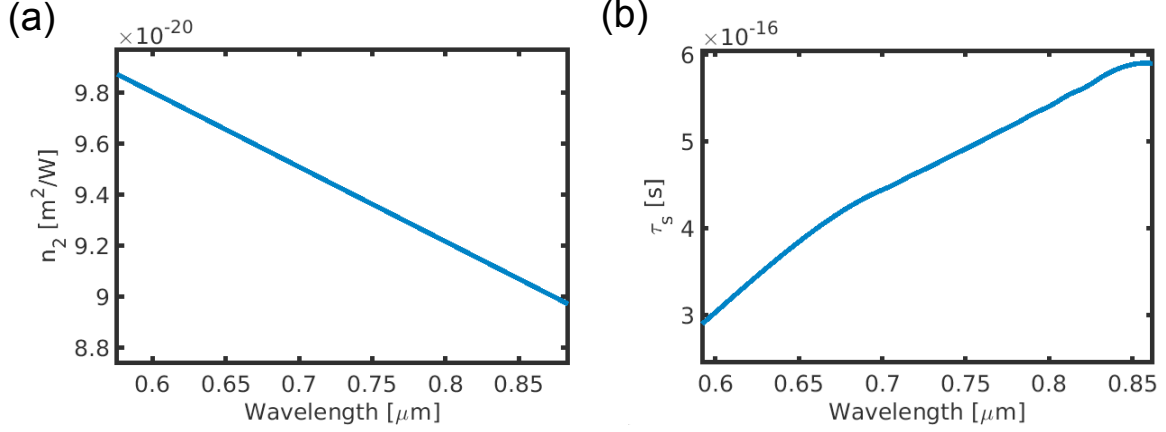 (a)
×10⁻²⁰
9.8
9.6
9.4
9.2
9
8.8
n₂ [m²/W]
0.6 0.65 0.7 0.75 0.8 0.85
Wavelength [μm]
(b)
×10⁻¹⁶
6
5
4
3
τₛ [s]
0.6 0.65 0.7 0.75 0.8 0.85
Wavelength [μm]